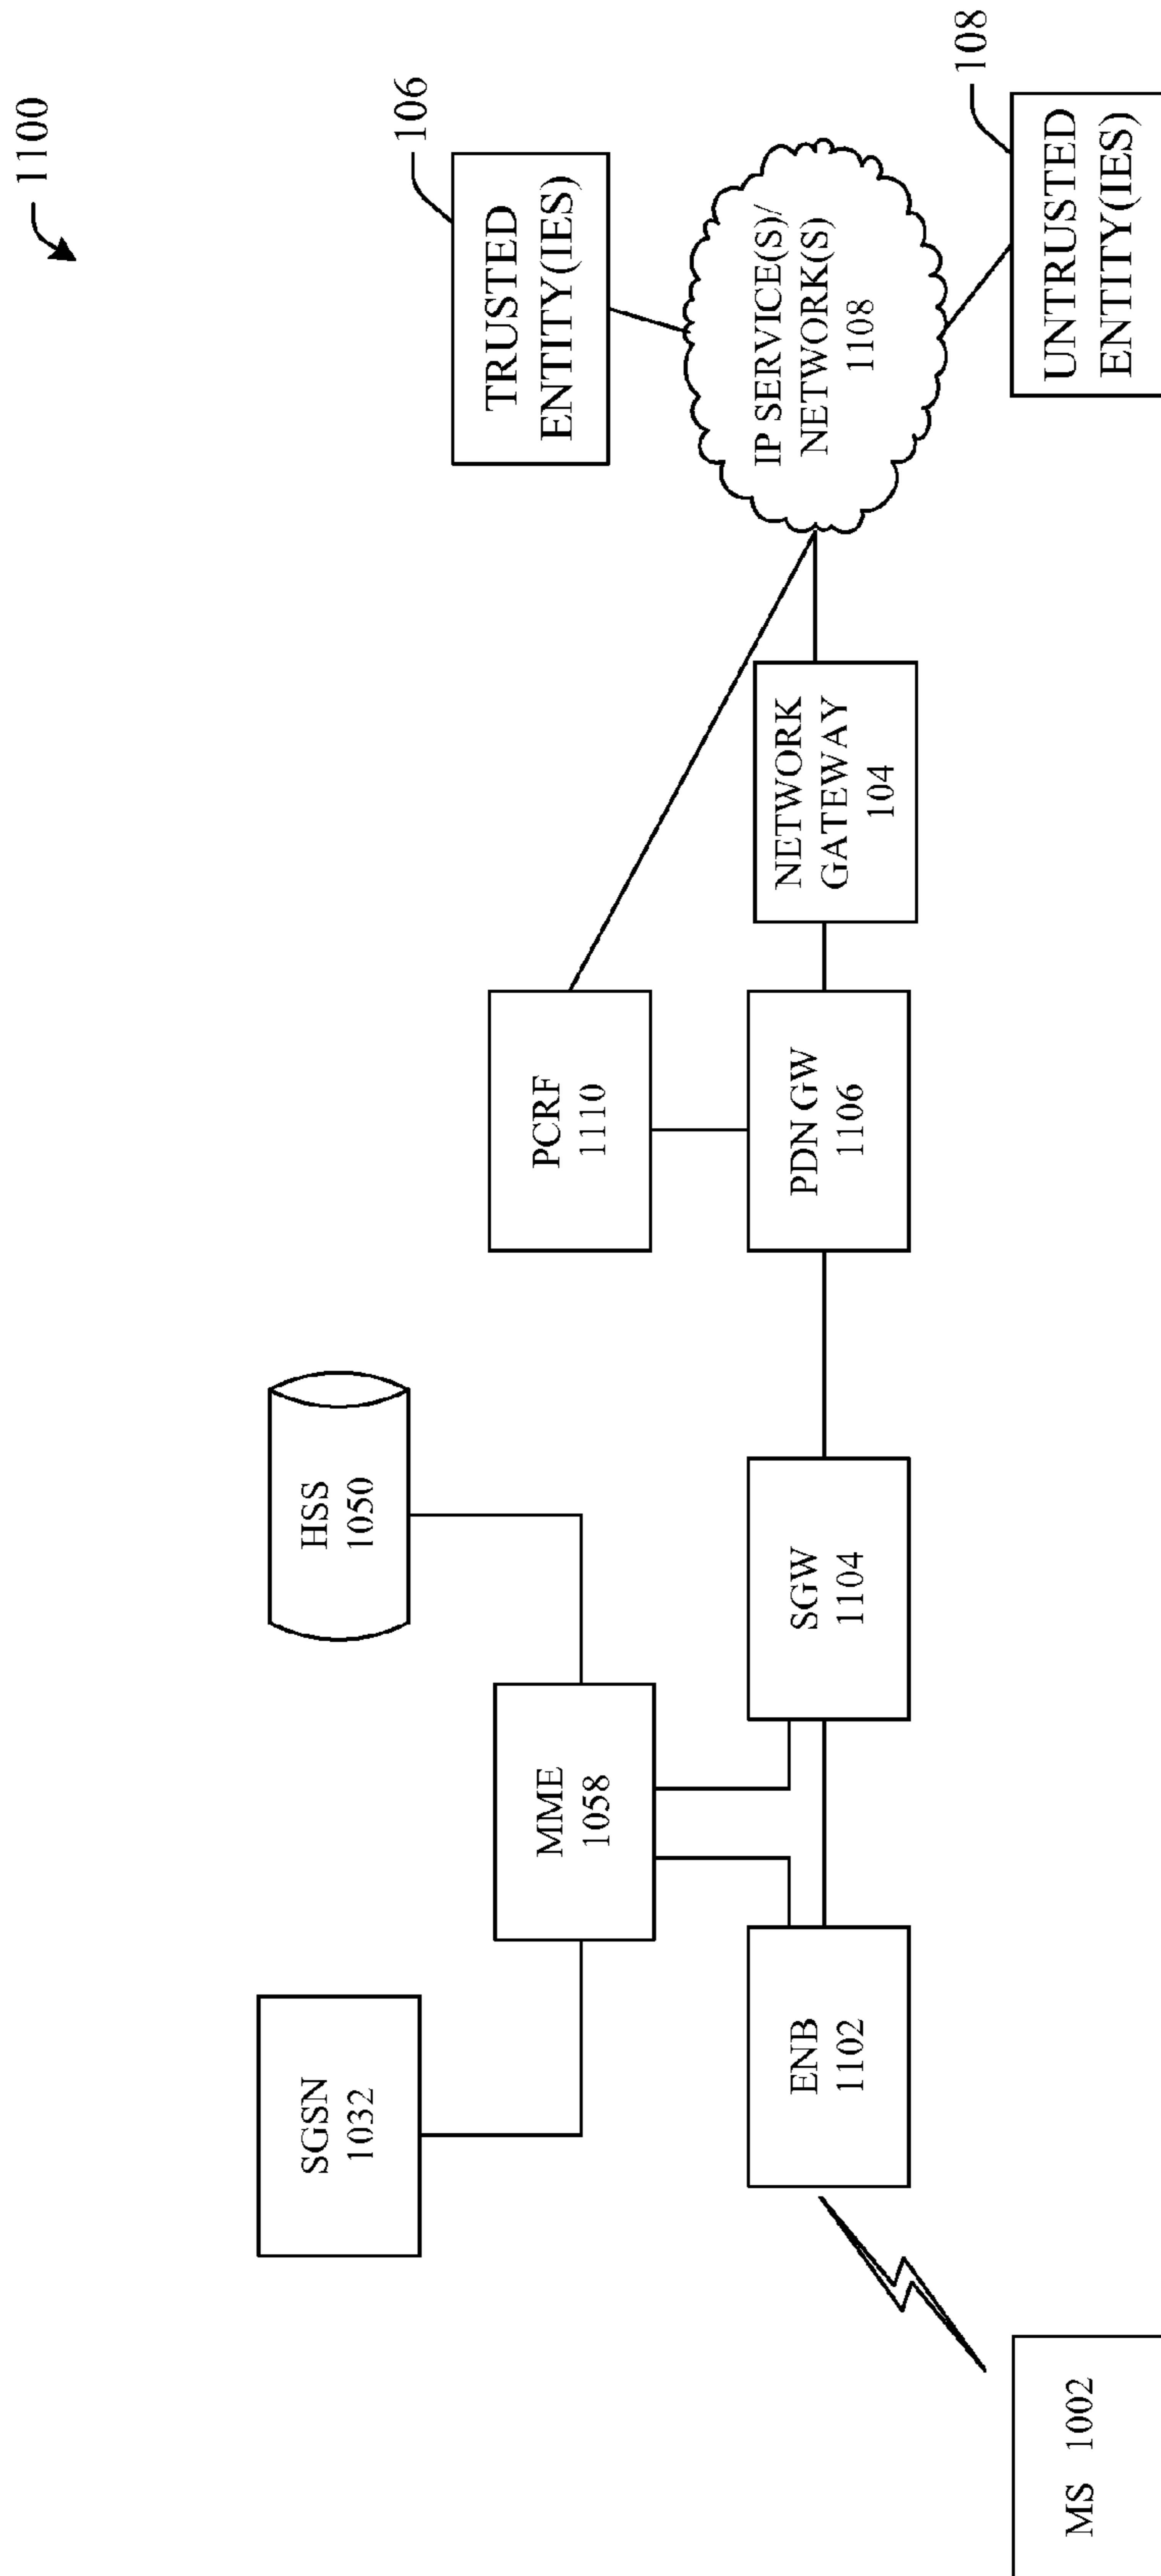 1100
SGSN
1032
HSS
1050
TRUSTED
ENTITY(IES)
106
MME
1058
PCRF
1110
IP SERVICE(S)/
NETWORK(S)
1108
ENB
1102
SGW
1104
PDN GW
1106
NETWORK
GATEWAY
104
MS 1002
UNTRUSTED
ENTITY(IES)
108